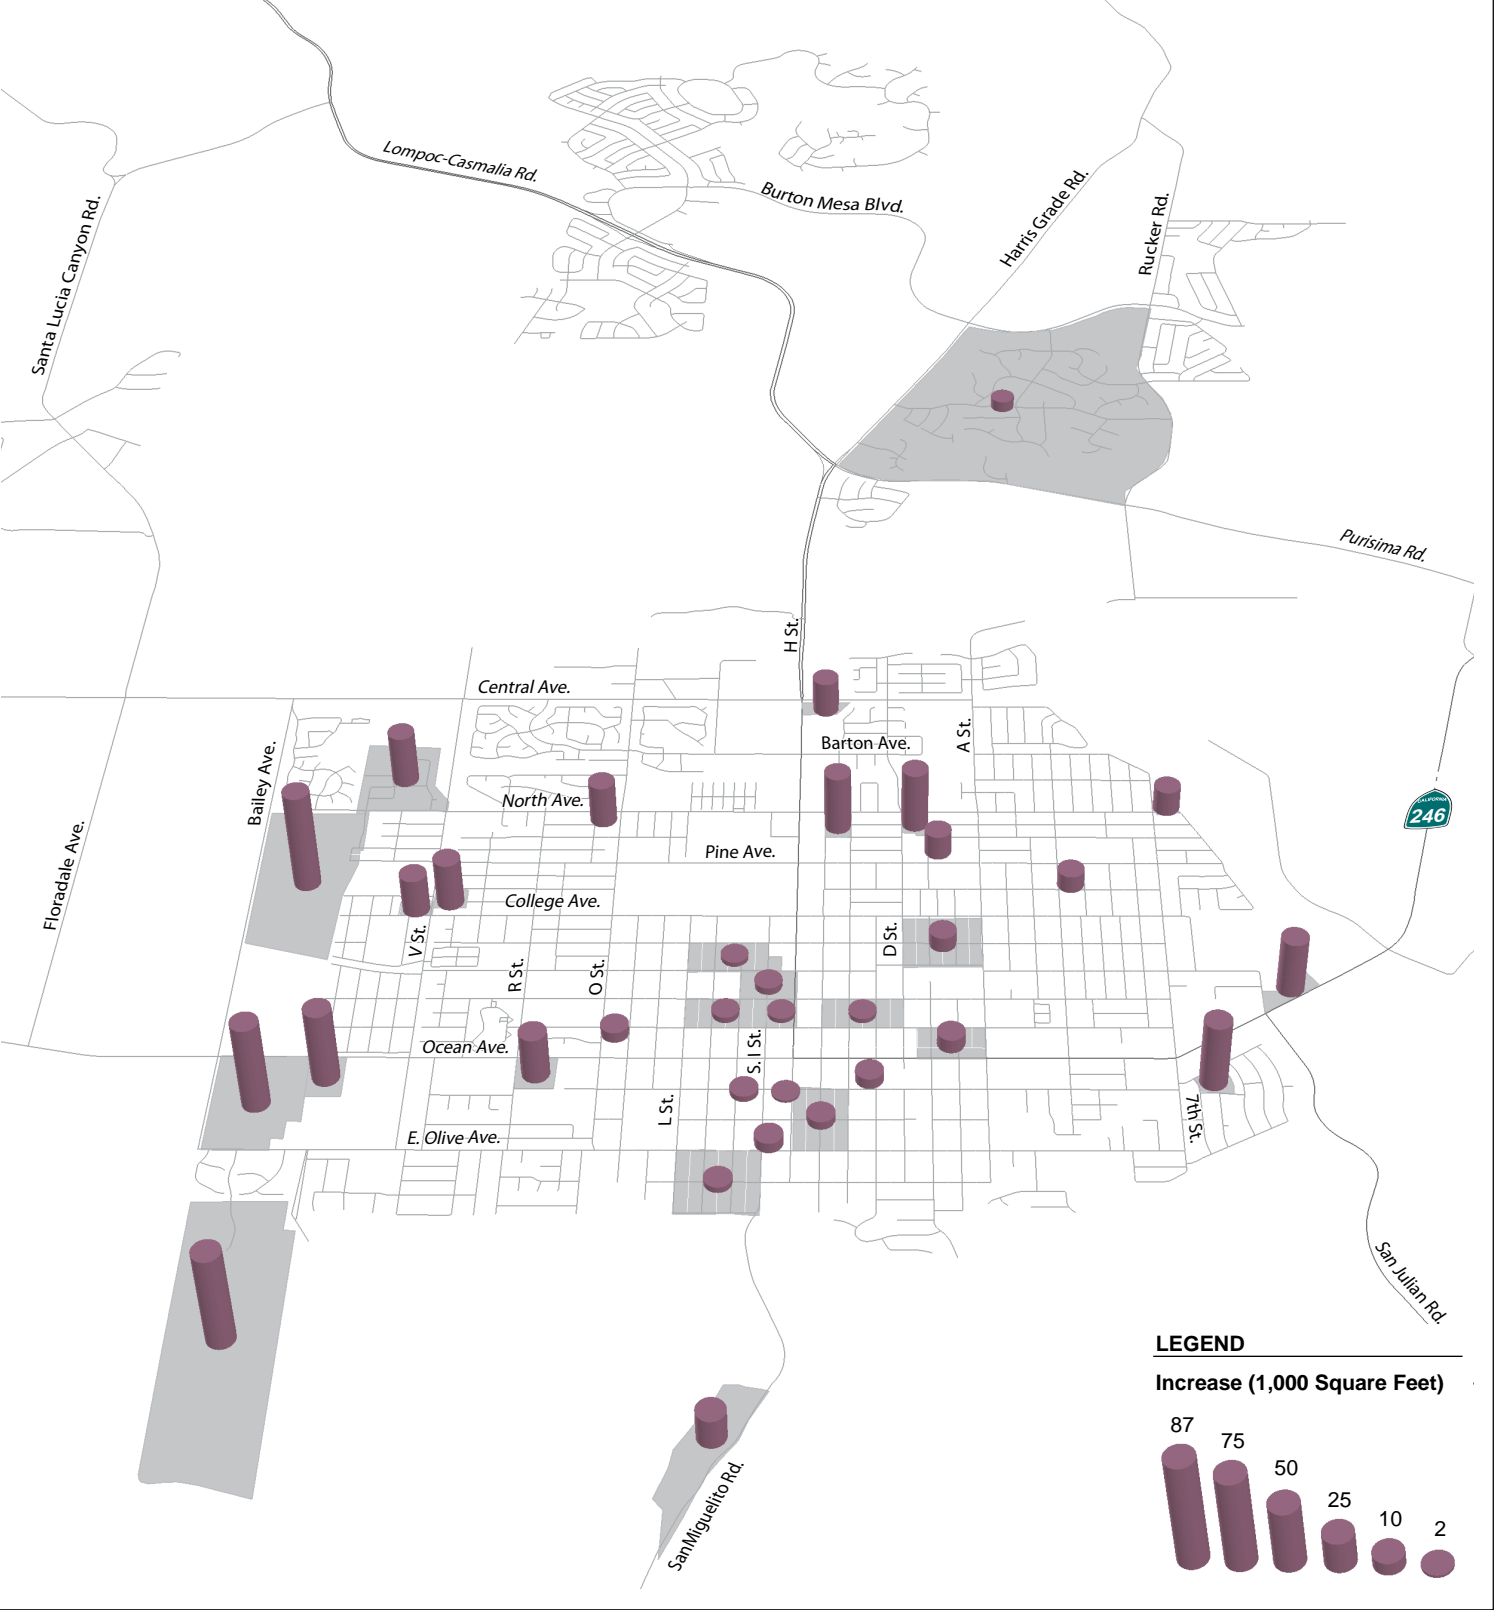 Lompoc-Casmalia Rd.
Burton Mesa Blvd.
Harris Grade Rd.
Rucker Rd.
Santa Lucia Canyon Rd.
Purisima Rd.
H St.
Central Ave.
A St.
Barton Ave.
Bailey Ave.
North Ave.
CALIFORNIA
246
Floradale Ave.
Pine Ave.
College Ave.
V St.
D St.
R St.
O St.
Ocean Ave.
S. I St.
L St.
7th St.
E. Olive Ave.
San Julian Rd.
SanMiguelito Rd.
LEGEND
Increase (1,000 Square Feet)
87
75
50
25
10
2